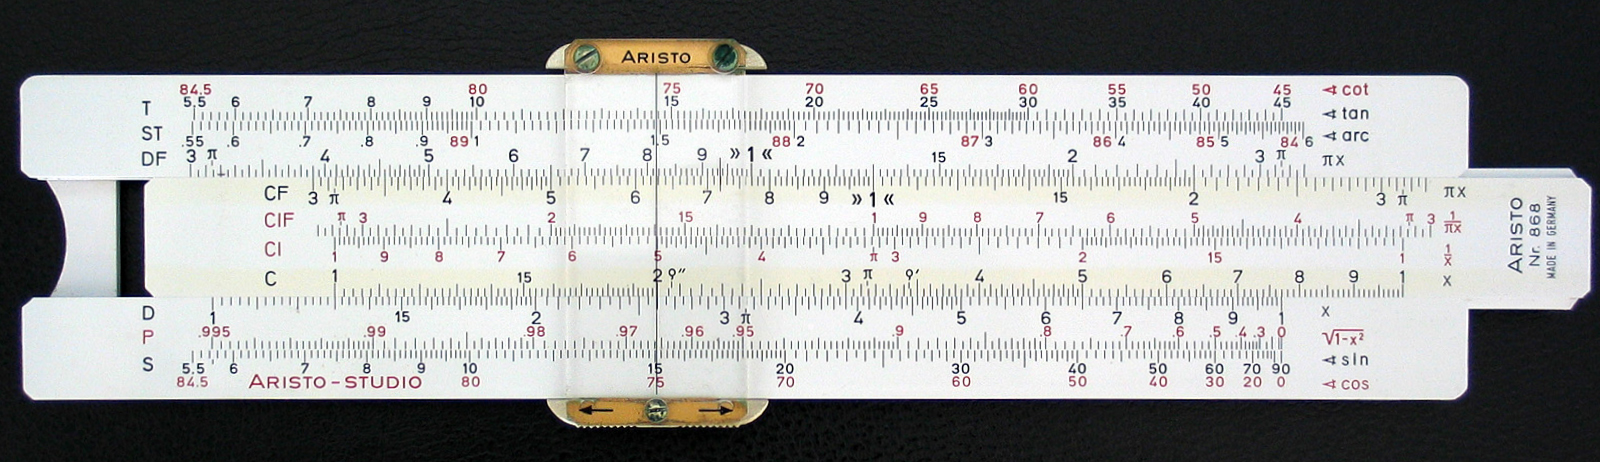 ARISTO
84.5 80 75 70 65 60 55 50 45 ∢ cot
T 5.5 6 7 8 9 10 15 20 25 30 35 40 45 ∢ tan
ST .55 .6 .7 .8 .9 89 1 1.5 88 2 87 3 86 4 85 5 84 6 ∢ arc
DF 3 π 4 5 6 7 8 9 » 1 « 15 2 3 π πx
CF 3 π 4 5 6 7 8 9 » 1 « 15 2 3 π πx
CIF π 3 2 15 1 9 8 7 6 5 4 π 3 1/πx
CI 1 9 8 7 6 5 4 π 3 2 15 1 1/x
C 1 15 2 ϱ″ 3 π ϱ′ 4 5 6 7 8 9 1 x
ARISTO
Nr. 868
MADE IN GERMANY
D 1 15 2 3 π 4 5 6 7 8 9 1 x
P .995 .99 .98 .97 .96 .95 .9 .8 .7 .6 .5 .4 .3 0 √1-x²
S 5.5 6 7 8 9 10 15 20 30 40 50 60 70 90 ∢ sin
84.5 ARISTO-STUDIO 80 75 70 60 50 40 30 20 0 ∢ cos